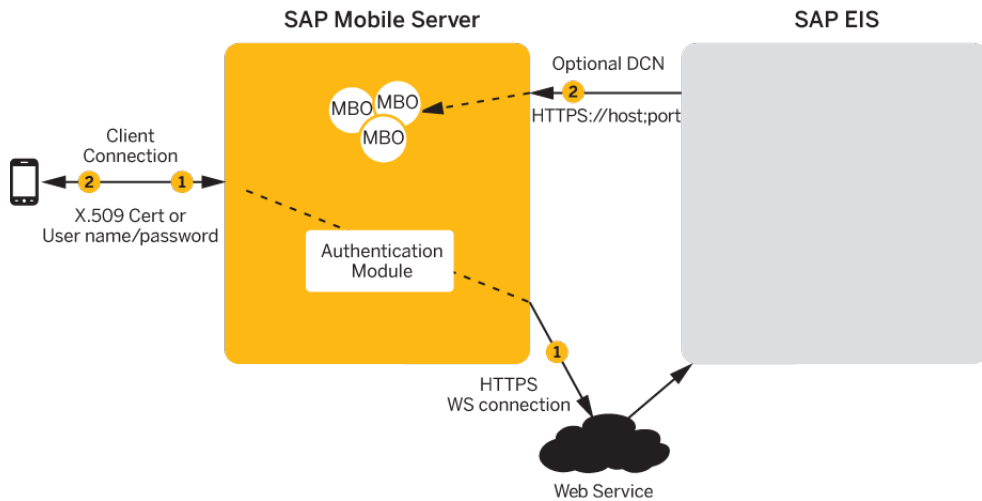 SAP Mobile Server
SAP EIS
Optional DCN
2
HTTPS://host;port
MBO
MBO
MBO
Client
Connection
2
1
X.509 Cert or
User name/password
Authentication
Module
1
HTTPS
WS connection
Web Service